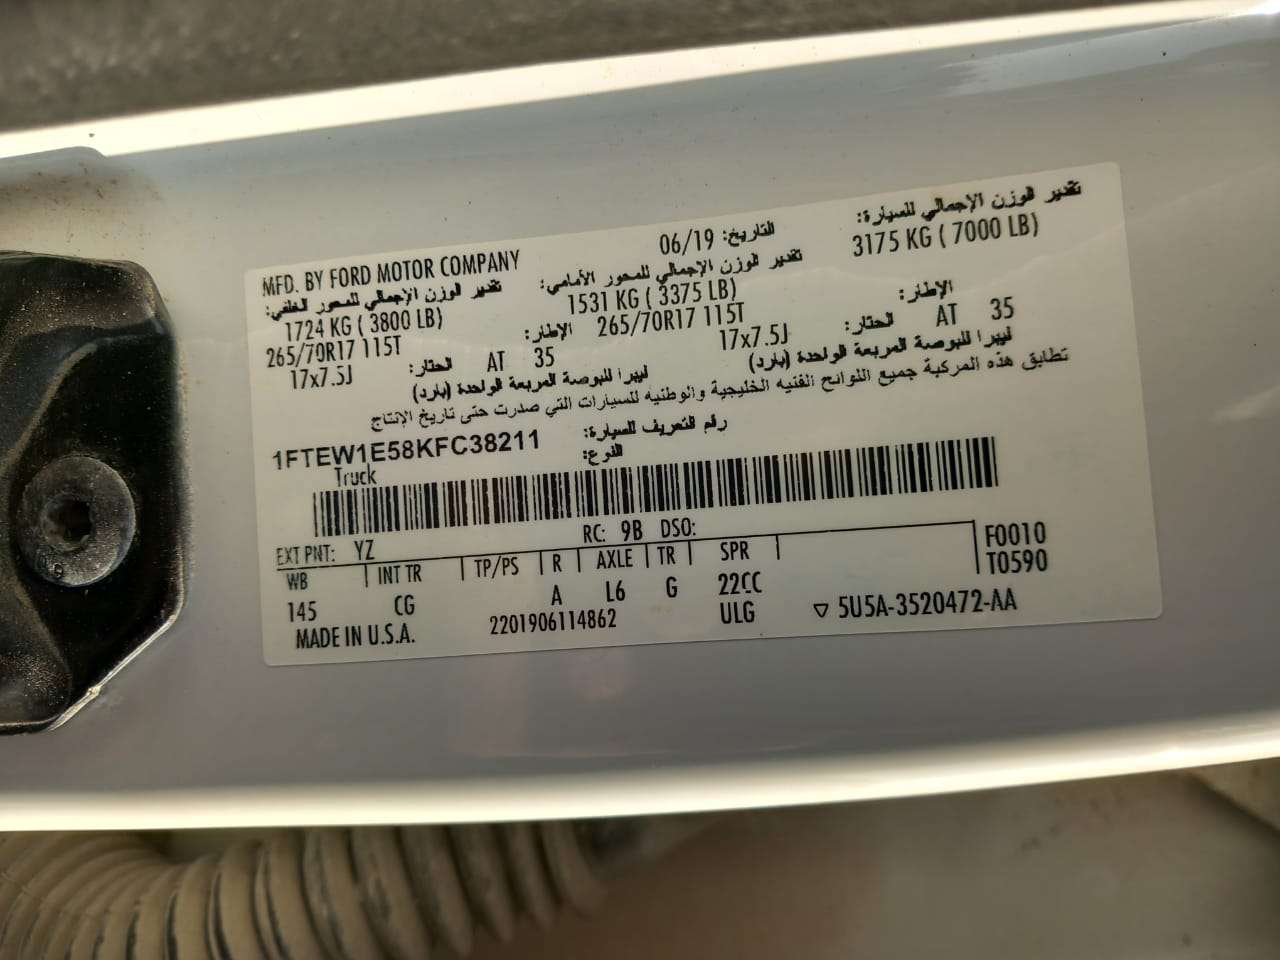 MFD. BY FORD MOTOR COMPANY 06/19 التاريخ: تقدير الوزن الإجمالي للسيارة:
تقدير الوزن الإجمالي للمحور الخلفي: تقدير الوزن الإجمالي للمحور الأمامي: 3175 KG ( 7000 LB)
1724 KG ( 3800 LB) 1531 KG ( 3375 LB)
265/70R17 115T الإطار: 265/70R17 115T الإطار:
17x7.5J الحتار: AT 35 17x7.5J الحتار: AT 35
ليبرا للبوصة المربعة الواحدة (بارد) ليبرا للبوصة المربعة الواحدة (بارد)
تطابق هذه المركبة جميع اللوائح الفنيه الخليجية والوطنيه للسيارات التي صدرت حتى تاريخ الإنتاج
1FTEW1E58KFC38211 رقم التعريف للسيارة:
Truck النوع:
EXT PNT: YZ RC: 9B DSO:
WB INT TR TP/PS R AXLE TR SPR F0010
145 CG A L6 G 22CC T0590
MADE IN U.S.A. 2201906114862 ULG ▽ 5U5A-3520472-AA
9